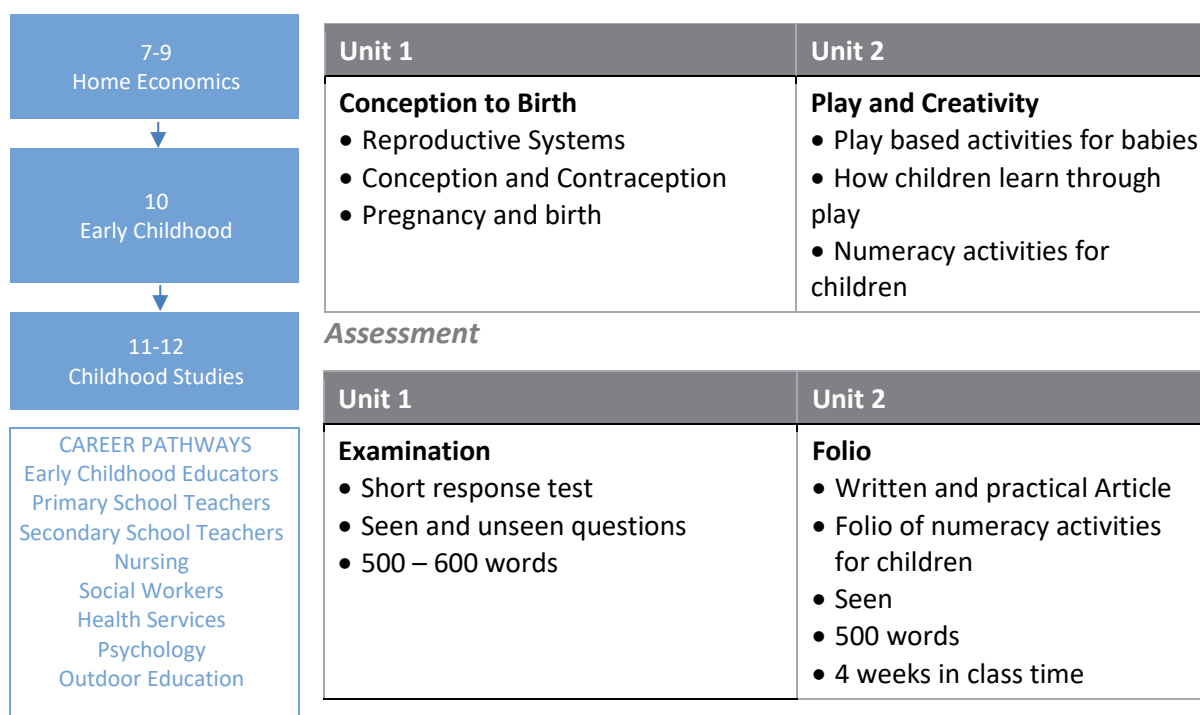 7-9
Home Economics
10
Early Childhood
11-12
Childhood Studies
CAREER PATHWAYS
Early Childhood Educators
Primary School Teachers
Secondary School Teachers
Nursing
Social Workers
Health Services
Psychology
Outdoor Education
Unit 1
Unit 2
Conception to Birth
• Reproductive Systems
• Conception and Contraception
• Pregnancy and birth
Play and Creativity
• Play based activities for babies
• How children learn through
play
• Numeracy activities for
children
Assessment
Unit 1
Unit 2
Examination
• Short response test
• Seen and unseen questions
• 500 – 600 words
Folio
• Written and practical Article
• Folio of numeracy activities
for children
• Seen
• 500 words
• 4 weeks in class time